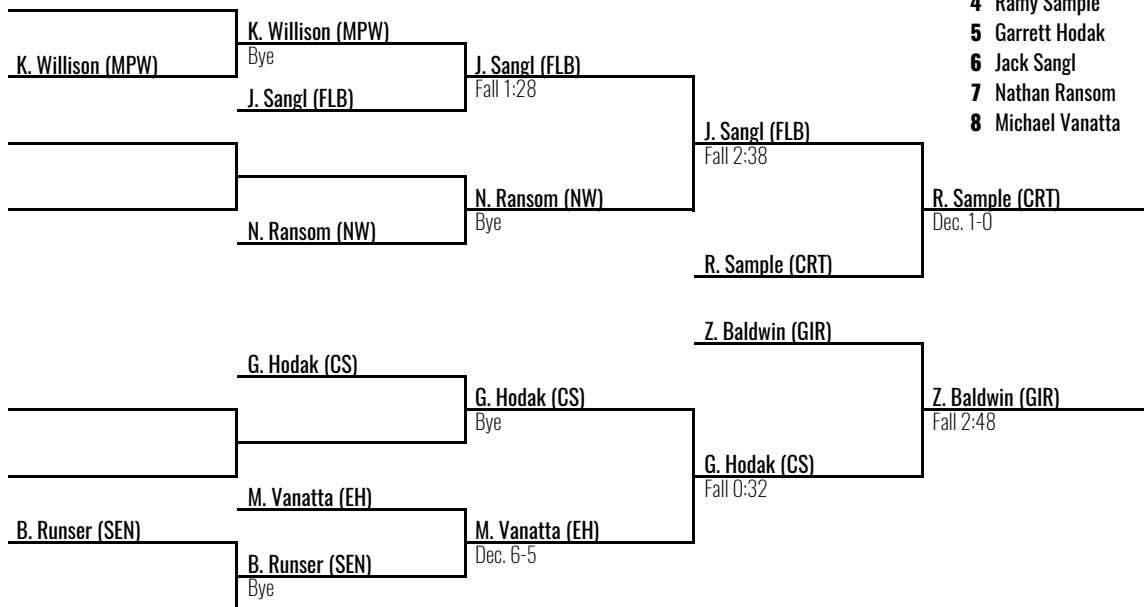 4 Ramy Sample
K. Willison (MPW)
5 Garrett Hodak
Bye
K. Willison (MPW)
J. Sangl (FLB)
6 Jack Sangl
Fall 1:28
J. Sangl (FLB)
7 Nathan Ransom
8 Michael Vanatta
J. Sangl (FLB)
Fall 2:38
N. Ransom (NW)
R. Sample (CRT)
Bye
Dec. 1-0
N. Ransom (NW)
R. Sample (CRT)
Z. Baldwin (GIR)
G. Hodak (CS)
G. Hodak (CS)
Z. Baldwin (GIR)
Bye
Fall 2:48
G. Hodak (CS)
Fall 0:32
M. Vanatta (EH)
B. Runser (SEN)
M. Vanatta (EH)
Dec. 6-5
B. Runser (SEN)
Bye